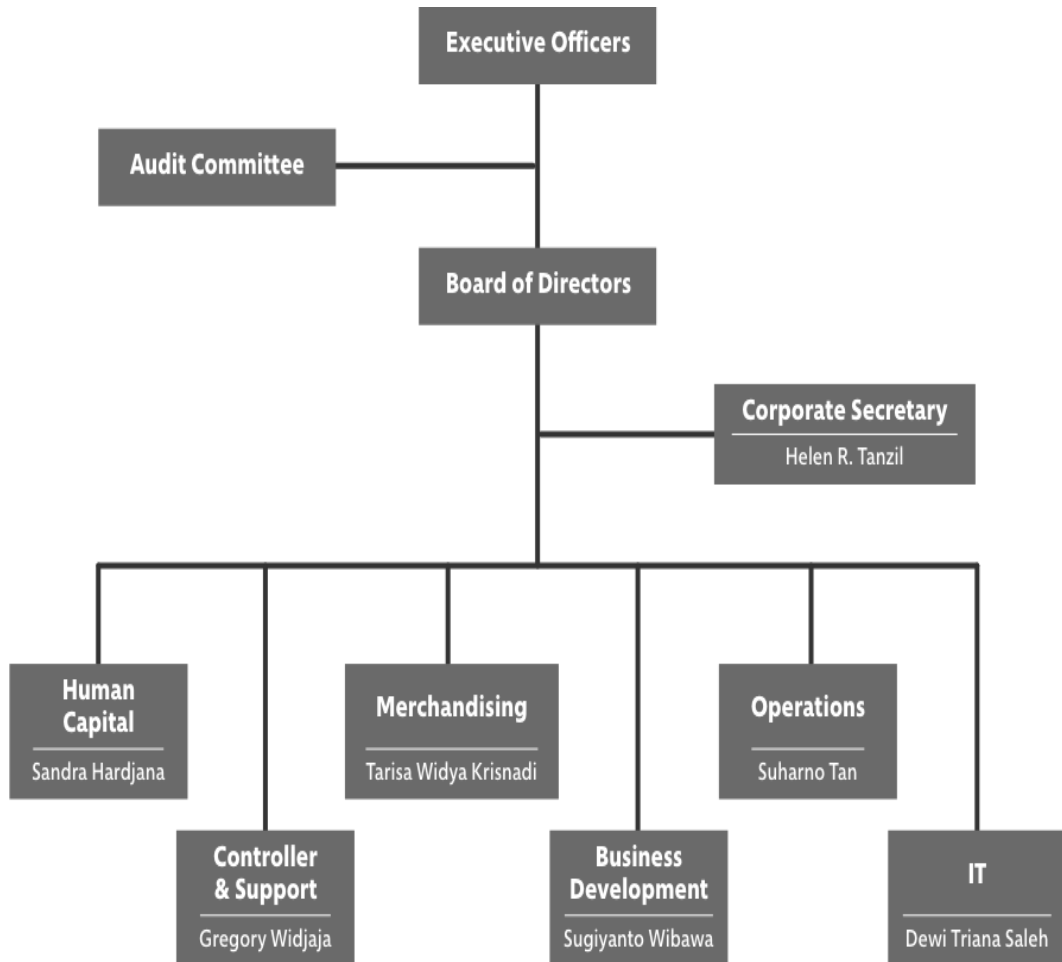 Executive Officers
Audit Committee
Board of Directors
Corporate Secretary
Helen R. Tanzil
Human
Capital
Sandra Hardjana
Merchandising
Tarisa Widya Krisnadi
Operations
Suharno Tan
Controller
& Support
Gregory Widjaja
Business
Development
Sugiyanto Wibawa
IT
Dewi Triana Saleh